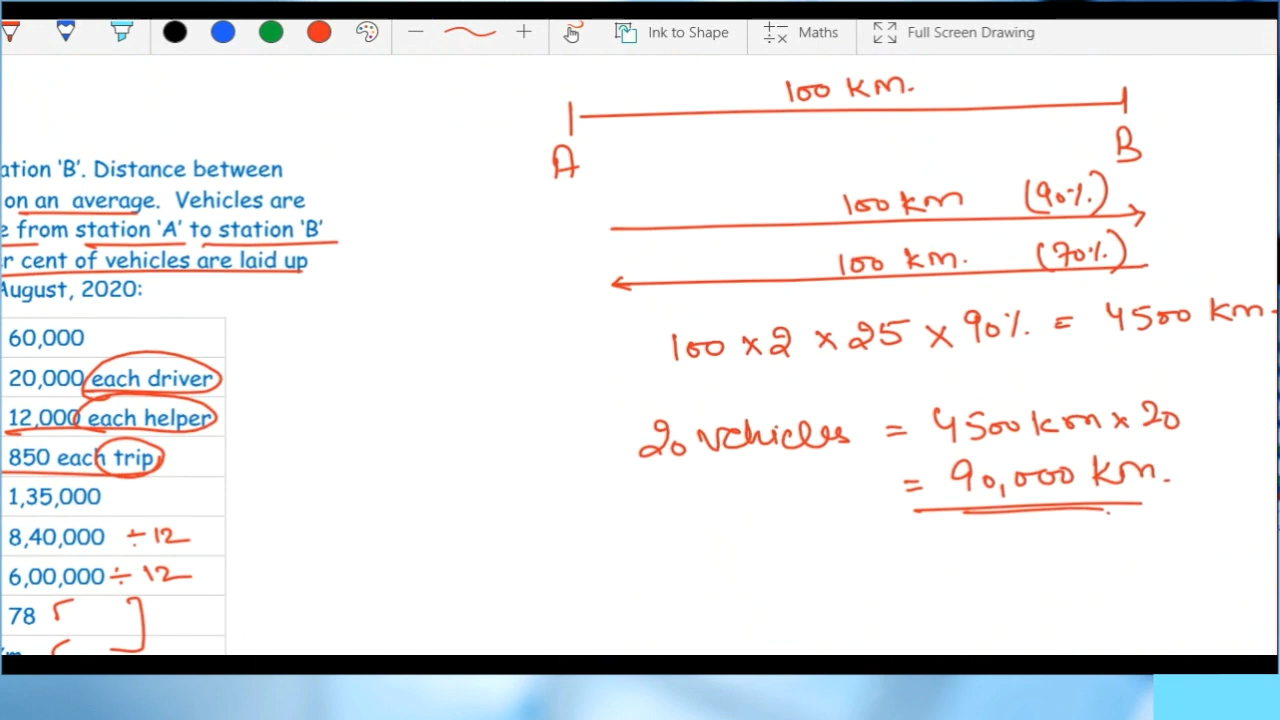 Ink to Shape
Maths
Full Screen Drawing
100 km.
A
B
ation 'B'. Distance between
on an average. Vehicles are
e from station 'A' to station 'B'
r cent of vehicles are laid up
August, 2020:
100 km (90%)
100 km. (70%)
100 × 2 × 25 × 90% = 4500 km.
20 vehicles = 4500 km × 20
= 90,000 km.
60,000
20,000 each driver
12,000 each helper
850 each trip
1,35,000
8,40,000 ÷ 12
6,00,000 ÷ 12
78